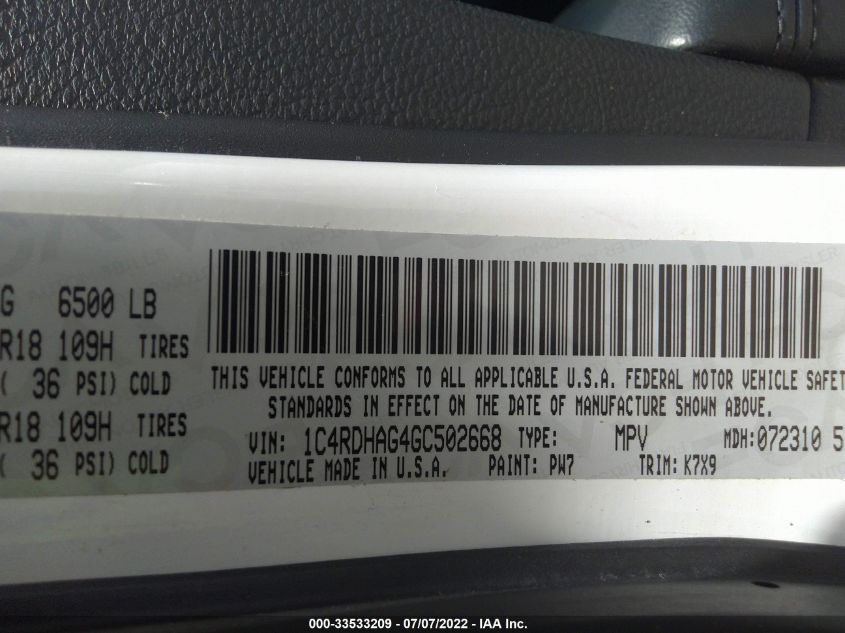 G 6500 LB
R18 109H TIRES
( 36 PSI) COLD
R18 109H TIRES
( 36 PSI) COLD
THIS VEHICLE CONFORMS TO ALL APPLICABLE U.S.A. FEDERAL MOTOR VEHICLE SAFET
STANDARDS IN EFFECT ON THE DATE OF MANUFACTURE SHOWN ABOVE.
VIN: 1C4RDHAG4GC502668 TYPE: MPV MDH:072310 5
VEHICLE MADE IN U.S.A. PAINT: PW7 TRIM: K7X9
000-33533209 - 07/07/2022 - IAA Inc.